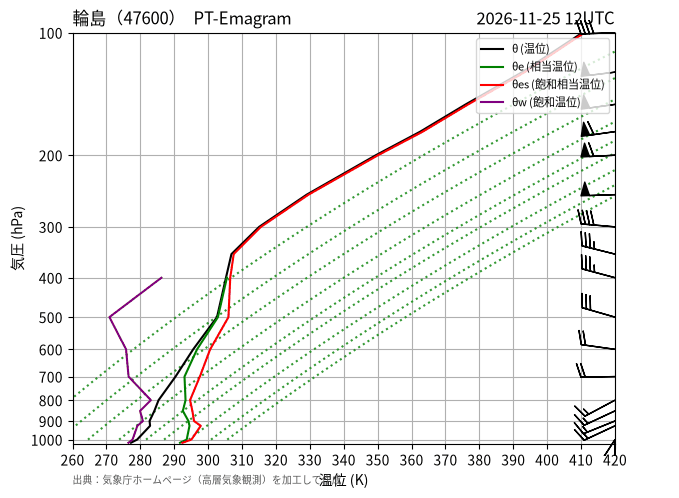 輪島（47600） PT-Emagram
2026-11-25 12UTC
θ (温位)
θe (相当温位)
θes (飽和相当温位)
θw (飽和温位)
気圧 (hPa)
100
200
300
400
500
600
700
800
900
1000
260 270 280 290 300 310 320 330 340 350 360 370 380 390 400 410 420
温位 (K)
出典：気象庁ホームページ（高層気象観測）を加工して